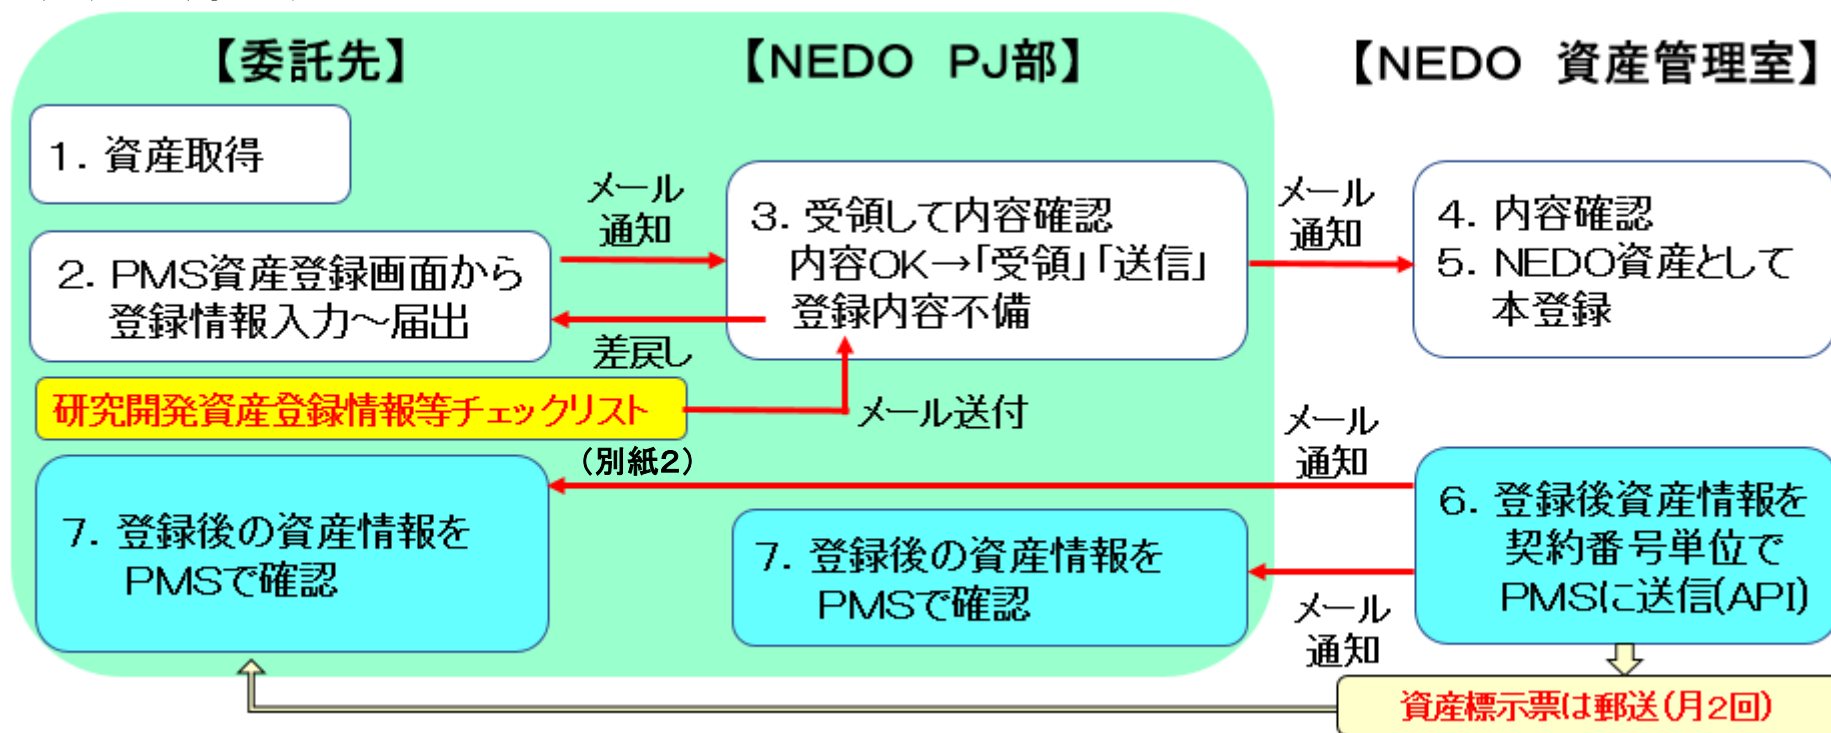 【委託先】
【NEDO　PJ部】
【NEDO　資産管理室】
1. 資産取得
メール
通知
2. PMS資産登録画面から
登録情報入力～届出
3. 受領して内容確認
内容OK→「受領」「送信」
登録内容不備
メール
通知
4. 内容確認
5. NEDO資産として
本登録
差戻し
研究開発資産登録情報等チェックリスト
メール送付
（別紙2）
メール
通知
7. 登録後の資産情報を
PMSで確認
7. 登録後の資産情報を
PMSで確認
6. 登録後資産情報を
契約番号単位で
PMSに送信(API)
メール
通知
資産標示票は郵送（月2回）